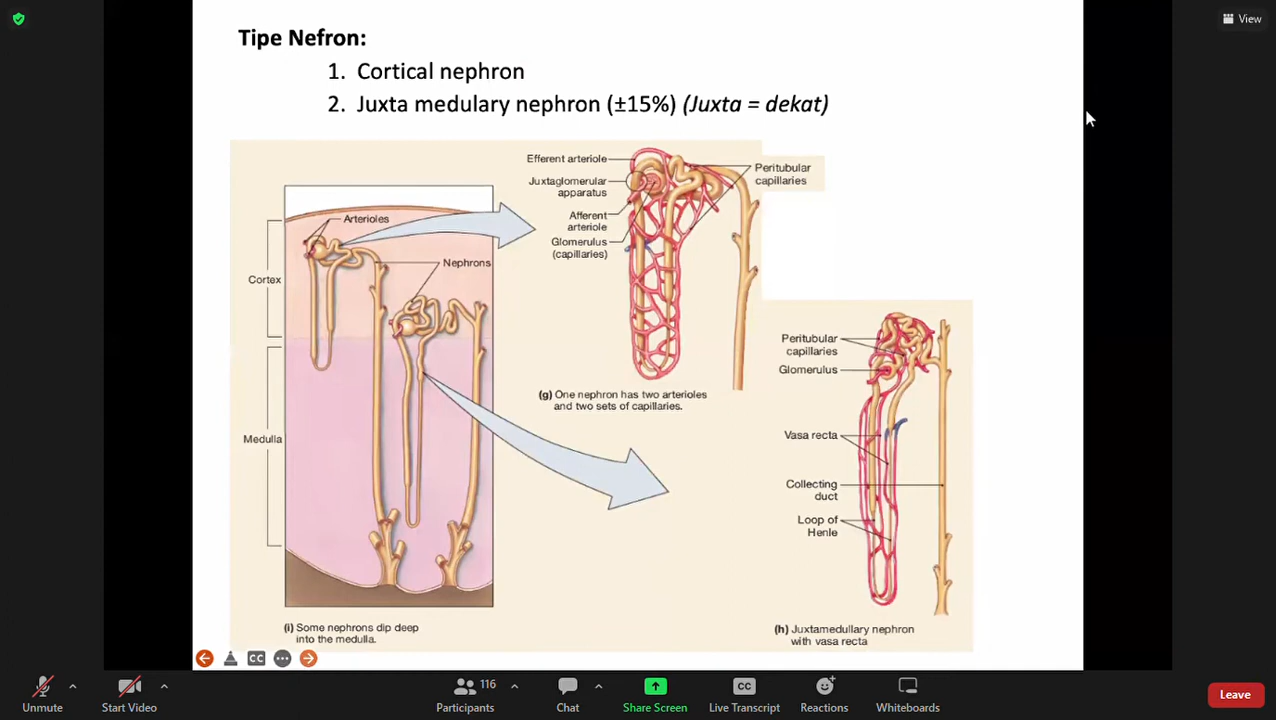 View
Tipe Nefron:
1. Cortical nephron
2. Juxta medulary nephron (±15%) (Juxta = dekat)
Arterioles
Nephrons
Cortex
Medulla
(i) Some nephrons dip deep
into the medulla.
Efferent arteriole
Juxtaglomerular
apparatus
Afferent
arteriole
Glomerulus
(capillaries)
Peritubular
capillaries
(g) One nephron has two arterioles
and two sets of capillaries.
Peritubular
capillaries
Glomerulus
Vasa recta
Collecting
duct
Loop of
Henle
(h) Juxtamedullary nephron
with vasa recta
CC
Unmute
Start Video
116
Participants
Chat
Share Screen
CC
Live Transcript
Reactions
Whiteboards
Leave